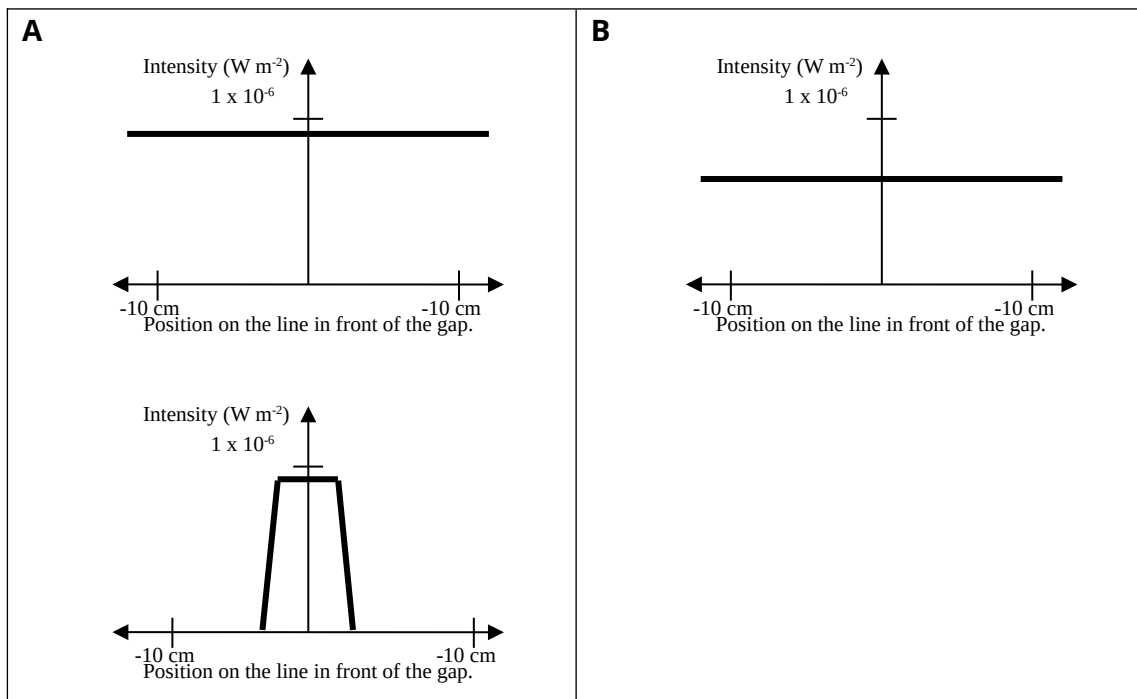 A
Intensity (W m-2)
1 x 10-6
-10 cm -10 cm
Position on the line in front of the gap.
Intensity (W m-2)
1 x 10-6
-10 cm -10 cm
Position on the line in front of the gap.
B
Intensity (W m-2)
1 x 10-6
-10 cm -10 cm
Position on the line in front of the gap.